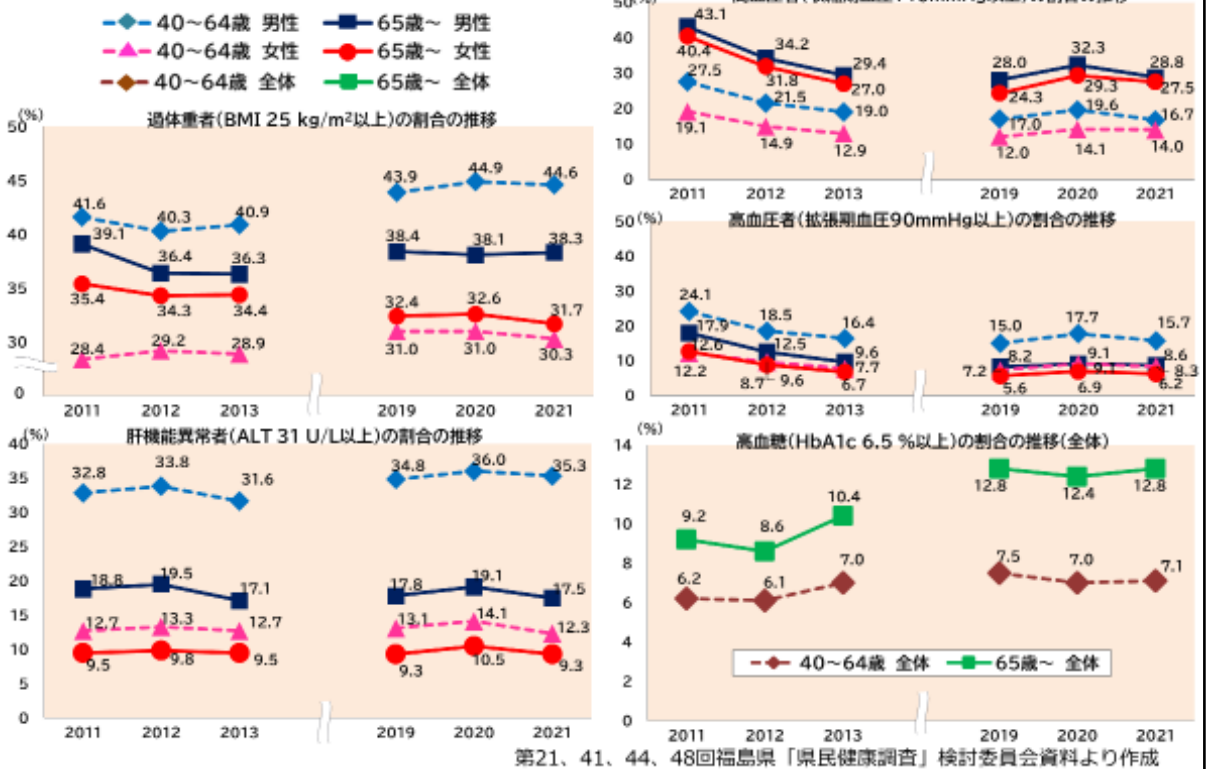 40～64歳 男性 65歳～ 男性
40～64歳 女性 65歳～ 女性
40～64歳 全体 65歳～ 全体
(%)
過体重者(BMI 25 kg/m²以上)の割合の推移
50
45
40
35
30
0
41.6 40.3 40.9 43.9 44.9 44.6
39.1 36.4 36.3 38.4 38.1 38.3
35.4 34.3 34.4 32.4 32.6 31.7
28.4 29.2 28.9 31.0 31.0 30.3
2011 2012 2013 2019 2020 2021
(%)
肝機能異常者(ALT 31 U/L以上)の割合の推移
40
35
30
25
20
15
10
5
0
32.8 33.8 31.6 34.8 36.0 35.3
18.8 19.5 17.1 17.8 19.1 17.5
12.7 13.3 12.7 13.1 14.1 12.3
9.5 9.8 9.5 9.3 10.5 9.3
2011 2012 2013 2019 2020 2021
50
(%)
40
30
20
10
0
43.1 34.2 29.4 28.0 32.3 28.8
40.4 31.8 27.0 24.3 29.3 27.5
27.5 21.5 19.0 17.0 19.6 16.7
19.1 14.9 12.9 12.0 14.1 14.0
2011 2012 2013 2019 2020 2021
(%)
高血圧者(拡張期血圧90mmHg以上)の割合の推移
50
40
30
20
10
0
24.1 18.5 16.4 15.0 17.7 15.7
17.9 12.5 9.6 8.2 9.1 8.6
12.6 9.6 7.7 7.2 9.1 8.3
12.2 8.7 6.7 5.6 6.9 6.2
2011 2012 2013 2019 2020 2021
(%)
高血糖(HbA1c 6.5 %以上)の割合の推移(全体)
14
12
10
8
6
4
2
0
9.2 8.6 10.4 12.8 12.4 12.8
6.2 6.1 7.0 7.5 7.0 7.1
40～64歳 全体 65歳～ 全体
2011 2012 2013 2019 2020 2021
第21、41、44、48回福島県「県民健康調査」検討委員会資料より作成